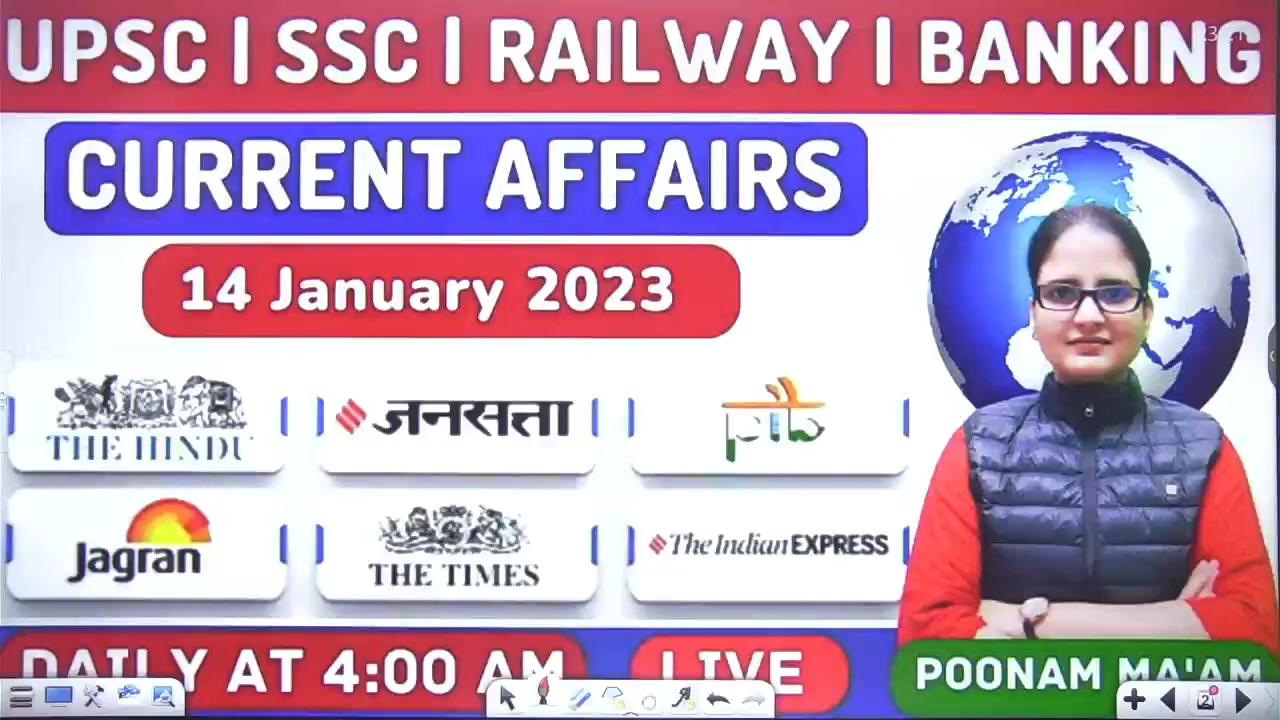 UPSC | SSC | RAILWAY | BANKING
CURRENT AFFAIRS
14 January 2023
THE HINDU
जनसत्ता
pib
Jagran
THE TIMES
The Indian EXPRESS
DAILY AT 4:00 AM
LIVE
POONAM MA'AM
2